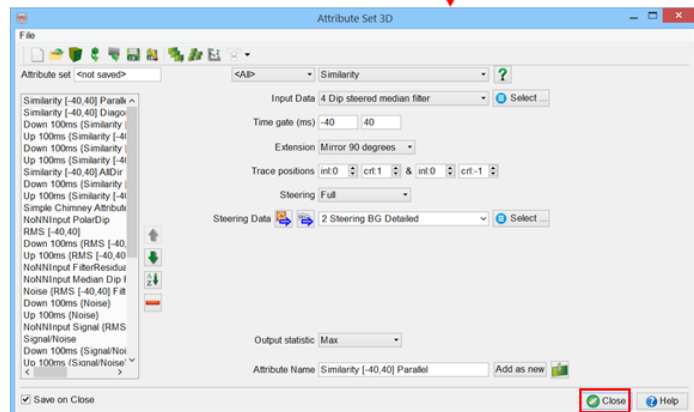 Attribute Set 3D
File
Attribute set <not saved>
<All> Similarity
Input Data 4 Dip steered median filter Select ...
Time gate (ms) -40 40
Extension Mirror 90 degrees
Trace positions inl:0 crl:1 & inl:0 crl:-1
Steering Full
Steering Data 2 Steering BG Detailed Select ...
Output statistic Max
Attribute Name Similarity [-40,40] Parallel Add as new
Similarity [-40,40] Paralle
Similarity [-40,40] Diago
Down 100ms {Similarity [
Up 100ms {Similarity [-4
Down 100ms {Similarity [
Up 100ms {Similarity [-4
Similarity [-40,40] AllDir
Down 100ms {Similarity [
Up 100ms {Similarity [-4
Simple Chimney Attribut
NoNNInput PolarDip
RMS [-40,40]
Down 100ms {RMS [-40,
Up 100ms {RMS [-40,40
NoNNInput FilterResidua
NoNNInput Median Dip
Noise {RMS [-40,40] Filt
Down 100ms {Noise}
Up 100ms {Noise}
NoNNInput Signal {RMS
Signal/Noise
Down 100ms {Signal/Noi
Up 100ms {Signal/Noise
Save on Close
Close Help